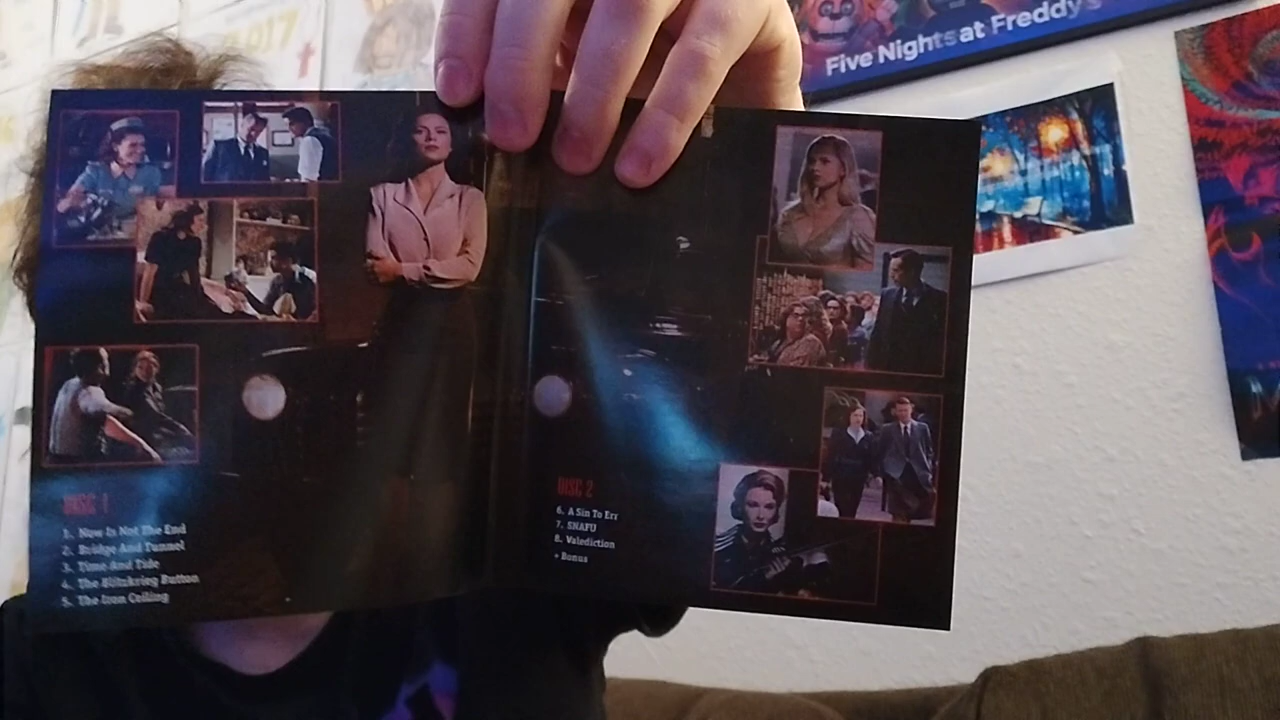 2017
Five Nights at Freddy's
DISC 1
1. Now Is Not The End
2. Bridge And Tunnel
3. Time And Tide
4. The Blitzkrieg Button
5. The Iron Ceiling
DISC 2
6. A Sin To Err
7. SNAFU
8. Valediction
+ Bonus